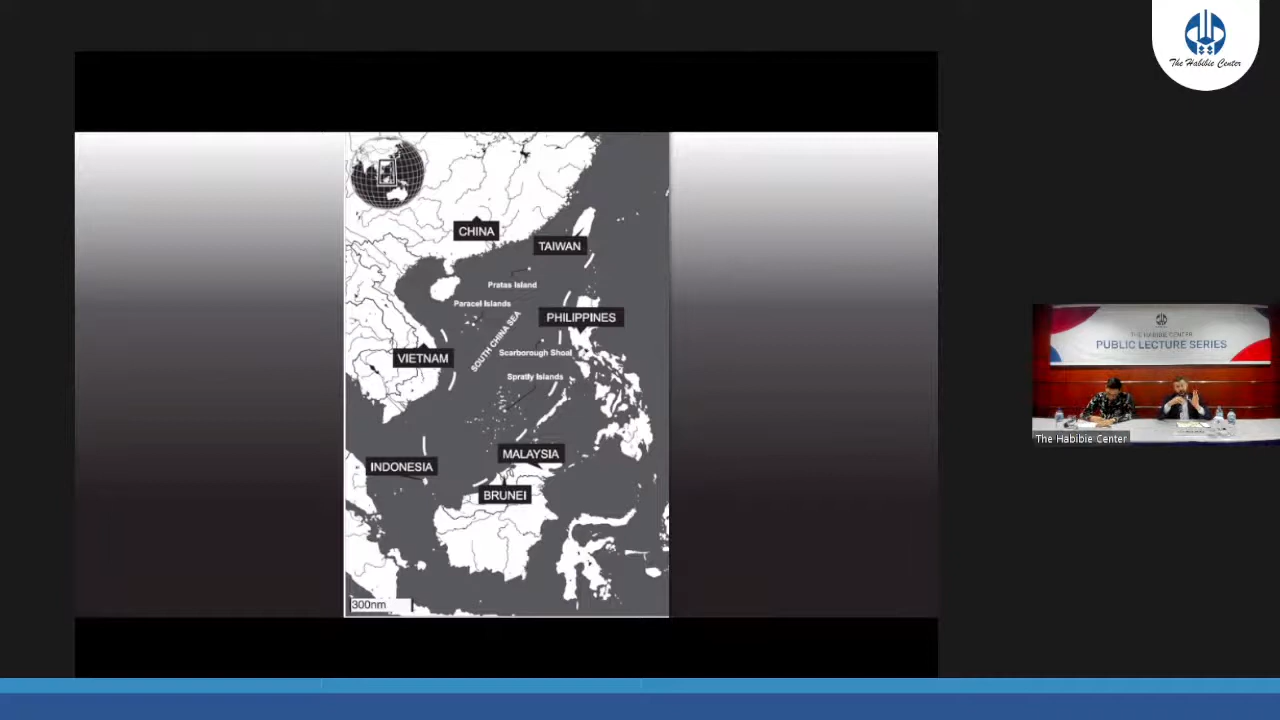 The Habibie Center
CHINA
TAIWAN
Pratas Island
Paracel Islands
PHILIPPINES
SOUTH CHINA SEA
Scarborough Shoal
VIETNAM
Spratly Islands
MALAYSIA
INDONESIA
BRUNEI
300nm
THE HABIBIE CENTER
PUBLIC LECTURE SERIES
The Habibie Center